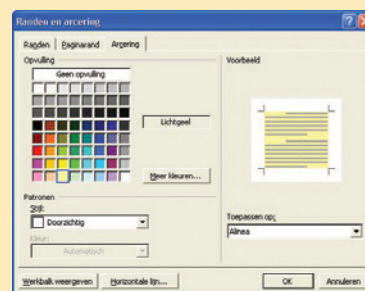 Randen en arcering
Randen Paginarand Arcering
Opvulling
Geen opvulling
Lichtgeel
Meer kleuren...
Voorbeeld
Patronen
Stijl:
Doorzichtig
Kleur:
Automatisch
Toepassen op:
Alinea
Werkbalk weergeven Horizontale lijn... OK Annuleren